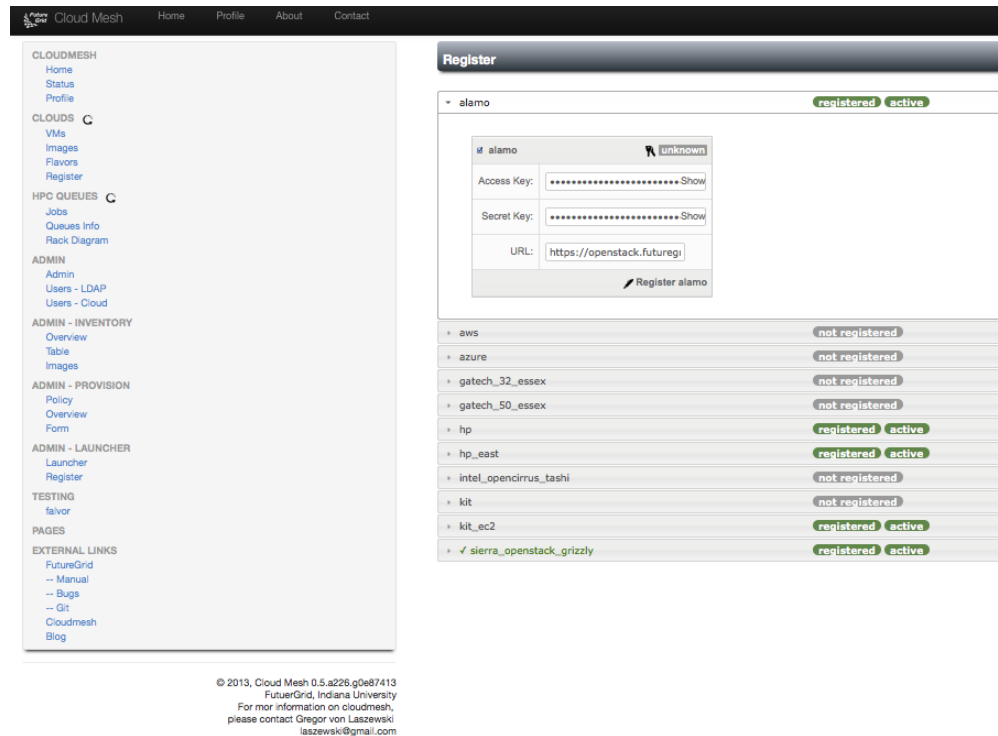 Future Grid Cloud Mesh Home Profile About Contact
CLOUDMESH
Home
Status
Profile
CLOUDS
VMs
Images
Flavors
Register
HPC QUEUES
Jobs
Queues Info
Rack Diagram
ADMIN
Admin
Users - LDAP
Users - Cloud
ADMIN - INVENTORY
Overview
Table
Images
ADMIN - PROVISION
Policy
Overview
Form
ADMIN - LAUNCHER
Launcher
Register
TESTING
falvor
PAGES
EXTERNAL LINKS
FutureGrid
-- Manual
-- Bugs
-- Git
Cloudmesh
Blog
© 2013, Cloud Mesh 0.5.a226.g0e87413
FutuerGrid, Indiana University
For mor information on cloudmesh,
please contact Gregor von Laszewski
laszewski@gmail.com
Register
alamo registered active
alamo unknown
Access Key: •••••••••••••••••••••••• Show
Secret Key: •••••••••••••••••••••••• Show
URL: https://openstack.futuregr
Register alamo
aws not registered
azure not registered
gatech_32_essex not registered
gatech_50_essex not registered
hp registered active
hp_east registered active
intel_opencirrus_tashi not registered
kit not registered
kit_ec2 registered active
✓ sierra_openstack_grizzly registered active